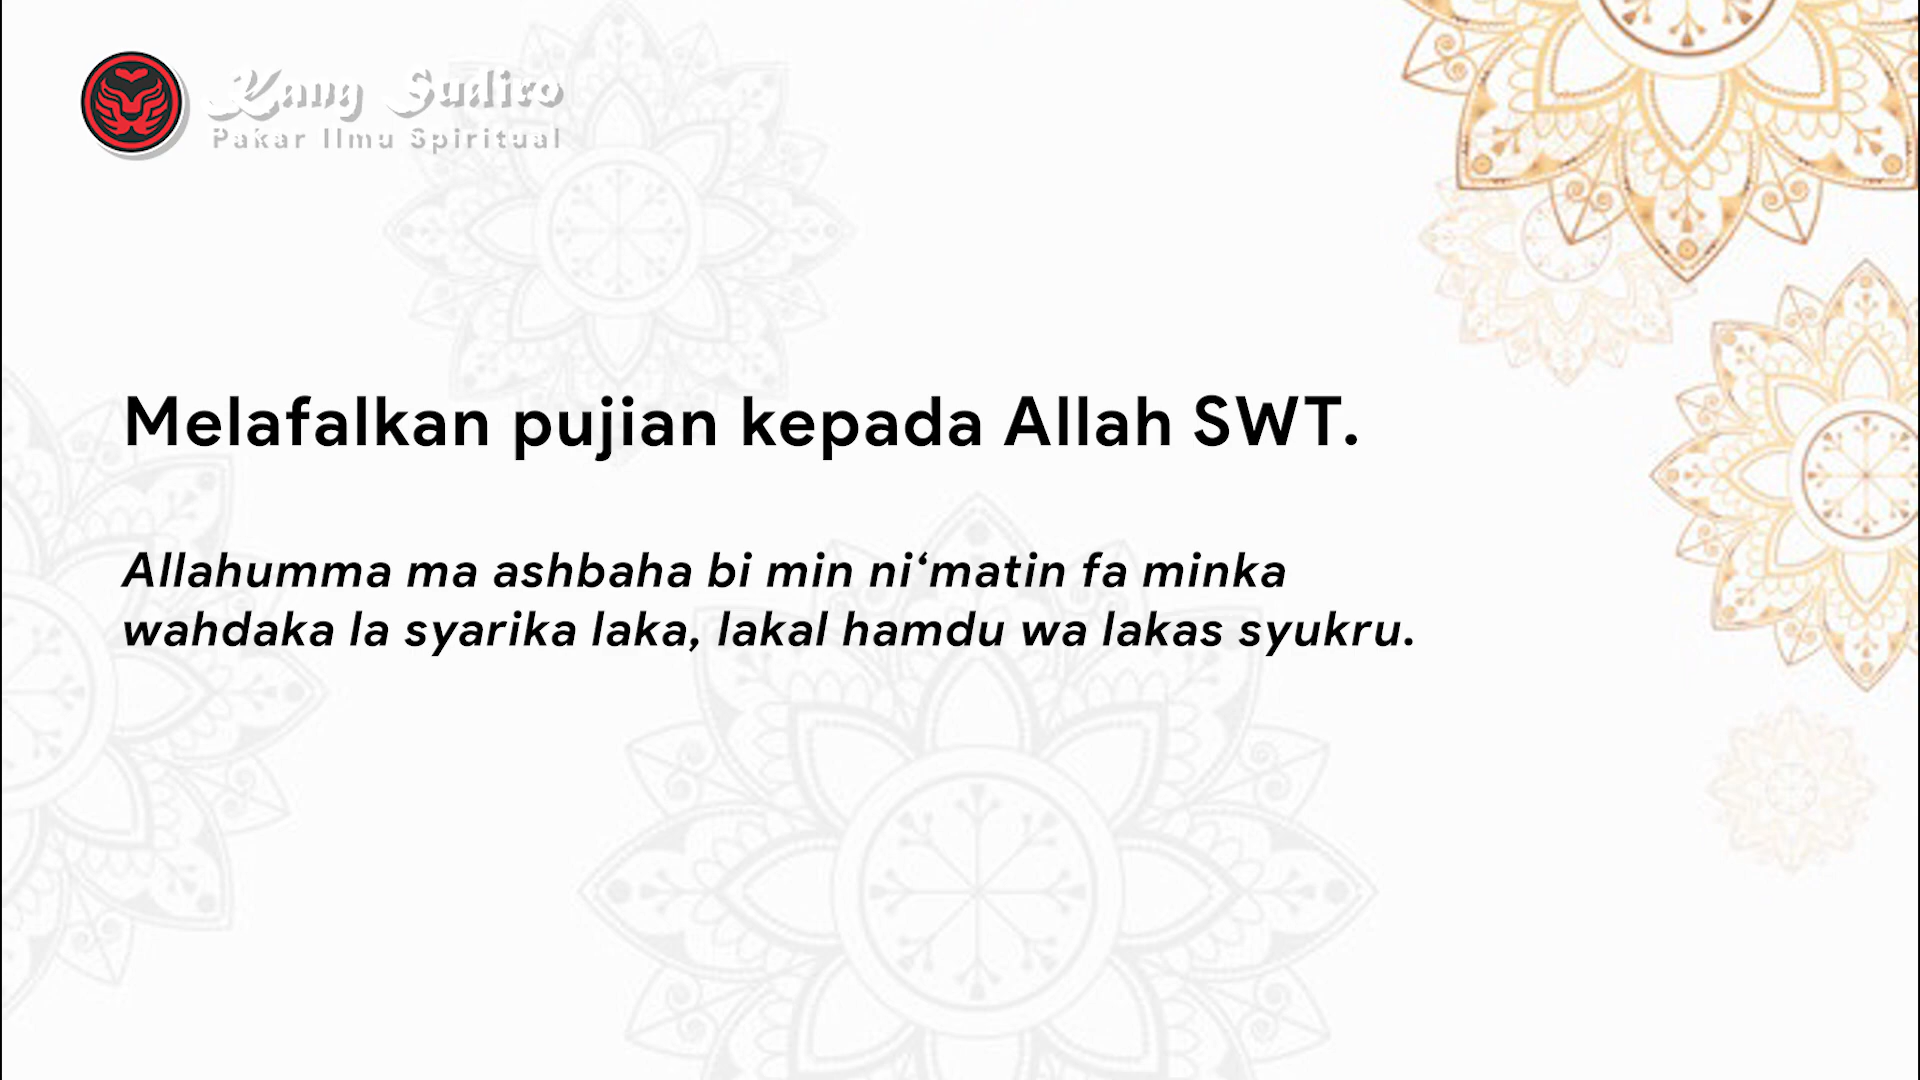 Kang Sudiro
Pakar Ilmu Spiritual
Melafalkan pujian kepada Allah SWT.
Allahumma ma ashbaha bi min ni‘matin fa minka
wahdaka la syarika laka, lakal hamdu wa lakas syukru.